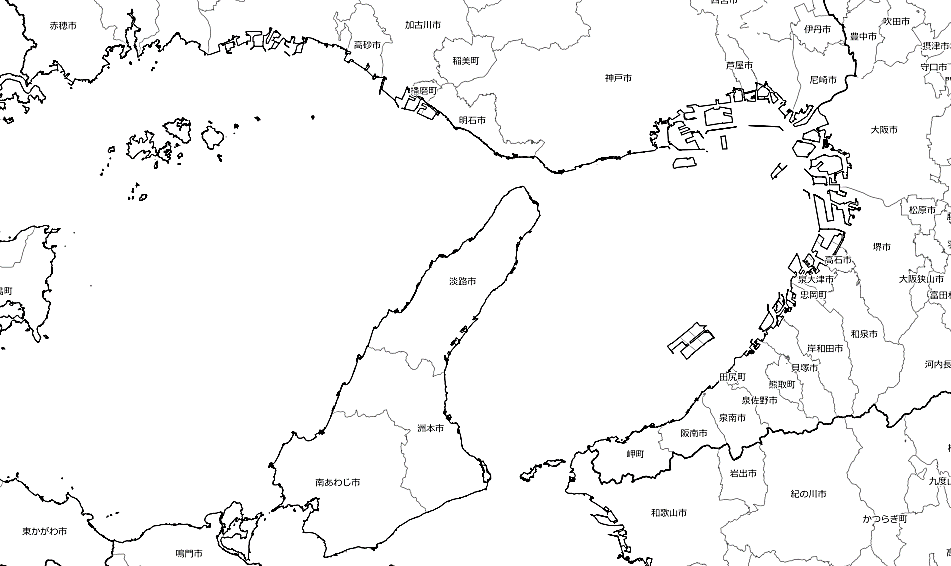 西宮市
赤穂市
加古川市
吹田市
伊丹市
豊中市
高砂市
摂津市
稲美町
芦屋市
守口市
神戸市
尼崎市
播磨町
明石市
大阪市
松原市
堺市
高石市
淡路市
泉大津市
大阪狭山市
忠岡町
富田林
和泉市
岸和田市
河内長
貝塚市
田尻町
熊取町
泉佐野市
泉南市
洲本市
阪南市
岬町
岩出市
南あわじ市
九度山
紀の川市
和歌山市
かつらぎ町
東かがわ市
鳴門市